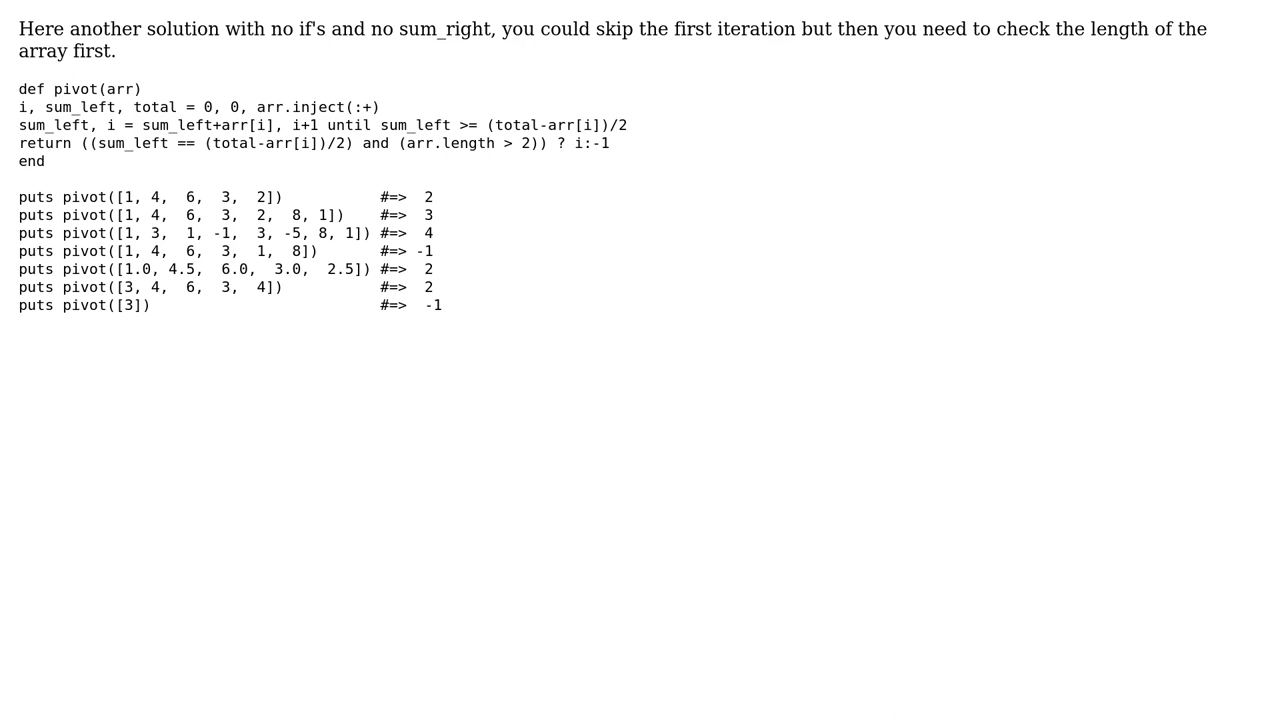 Here another solution with no if's and no sum_right, you could skip the first iteration but then you need to check the length of the
array first.
def pivot(arr)
i, sum_left, total = 0, 0, arr.inject(:+)
sum_left, i = sum_left+arr[i], i+1 until sum_left >= (total-arr[i])/2
return ((sum_left == (total-arr[i])/2) and (arr.length > 2)) ? i:-1
end
puts pivot([1, 4,  6,  3,  2])           #=>  2
puts pivot([1, 4,  6,  3,  2,  8, 1])    #=>  3
puts pivot([1, 3,  1, -1,  3, -5, 8, 1]) #=>  4
puts pivot([1, 4,  6,  3,  1,  8])       #=> -1
puts pivot([1.0, 4.5,  6.0,  3.0,  2.5]) #=>  2
puts pivot([3, 4,  6,  3,  4])           #=>  2
puts pivot([3])                          #=>  -1